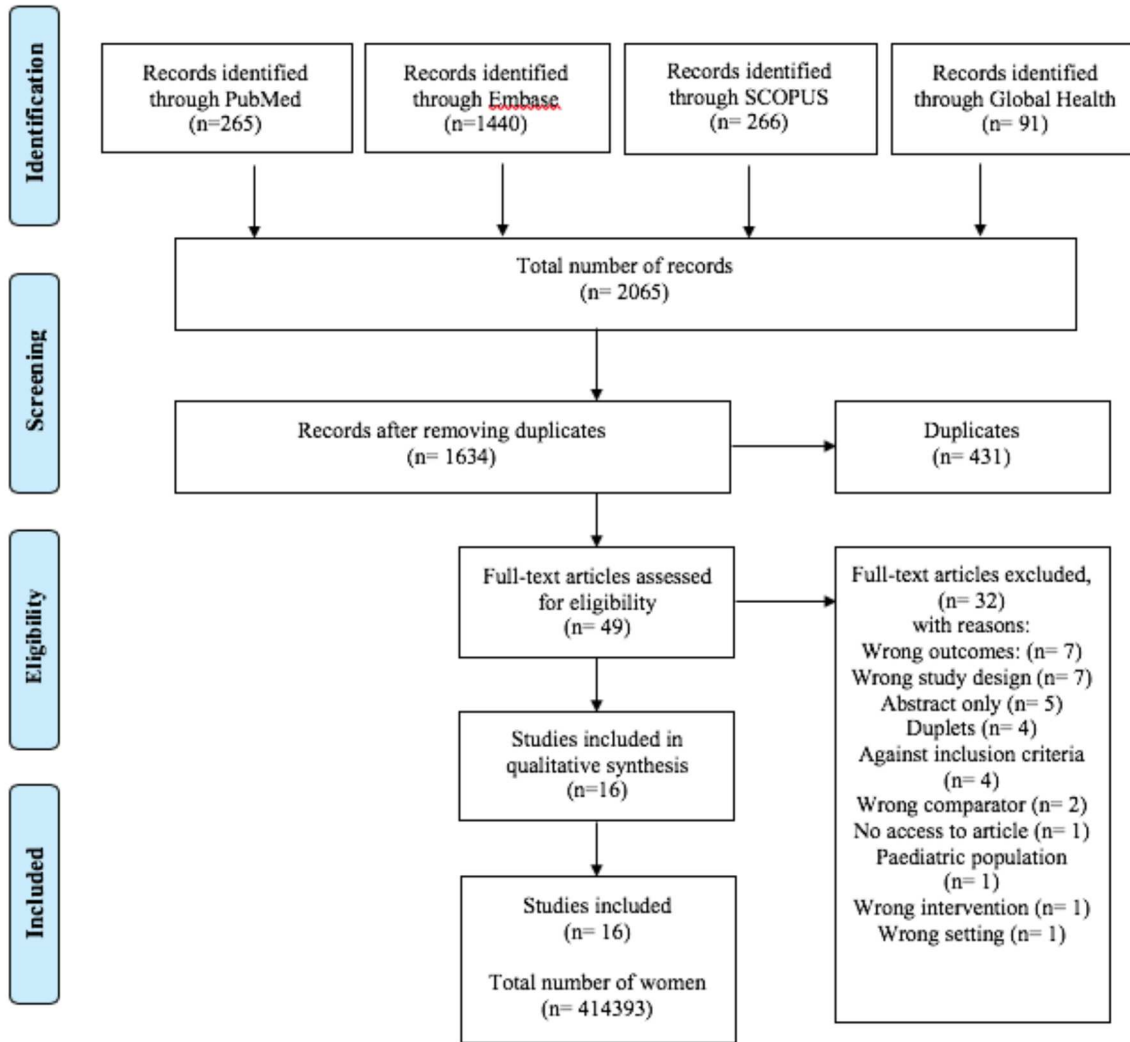 Identification
Records identified
through PubMed
(n=265)
Records identified
through Embase
(n=1440)
Records identified
through SCOPUS
(n= 266)
Records identified
through Global Health
(n= 91)
Total number of records
(n= 2065)
Screening
Records after removing duplicates
(n= 1634)
Duplicates
(n= 431)
Eligibility
Full-text articles assessed
for eligibility
(n= 49)
Full-text articles excluded,
(n= 32)
with reasons:
Wrong outcomes: (n= 7)
Wrong study design (n= 7)
Abstract only (n= 5)
Duplets (n= 4)
Against inclusion criteria
(n= 4)
Wrong comparator (n= 2)
No access to article (n= 1)
Paediatric population
(n= 1)
Wrong intervention (n= 1)
Wrong setting (n= 1)
Studies included in
qualitative synthesis
(n=16)
Included
Studies included
(n= 16)
Total number of women
(n= 414393)